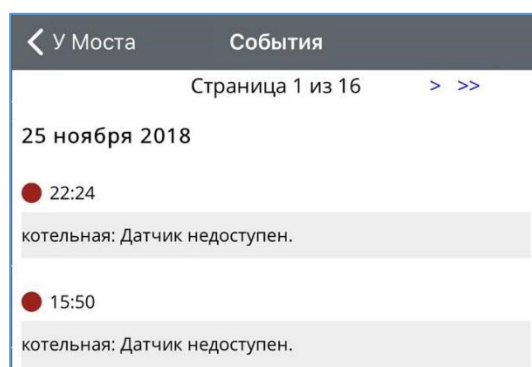 У Моста События
Страница 1 из 16 > >>
25 ноября 2018
22:24
котельная: Датчик недоступен.
15:50
котельная: Датчик недоступен.